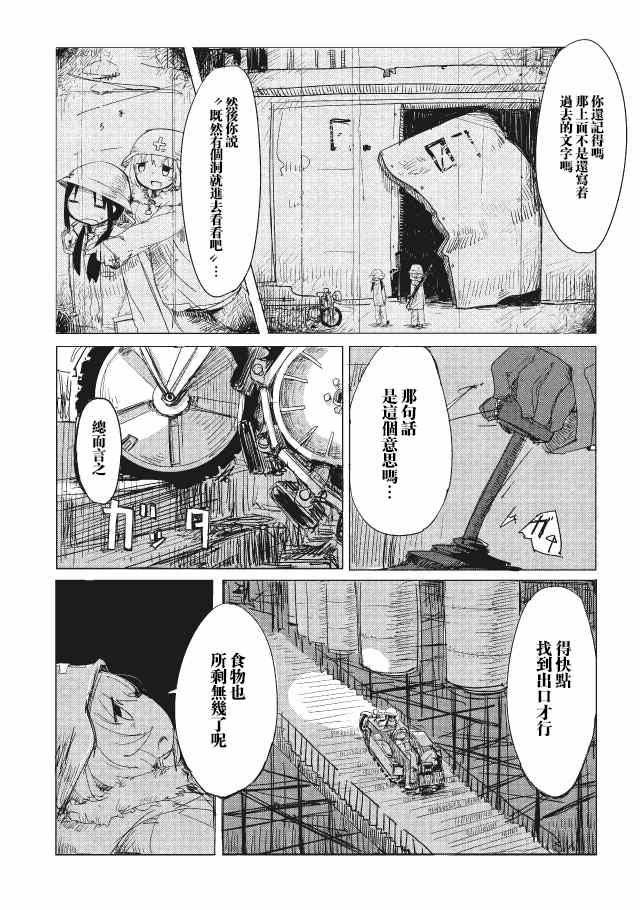 你還記得嗎
那上面不是還寫着
過去的文字嗎
然後你說
〝既然有個洞就進去看看吧〞…
那句話
是這個意思嗎…
ガタ
總而言之
ガッタ
得快點
找到出口才行
食物也
所剩無幾了呢